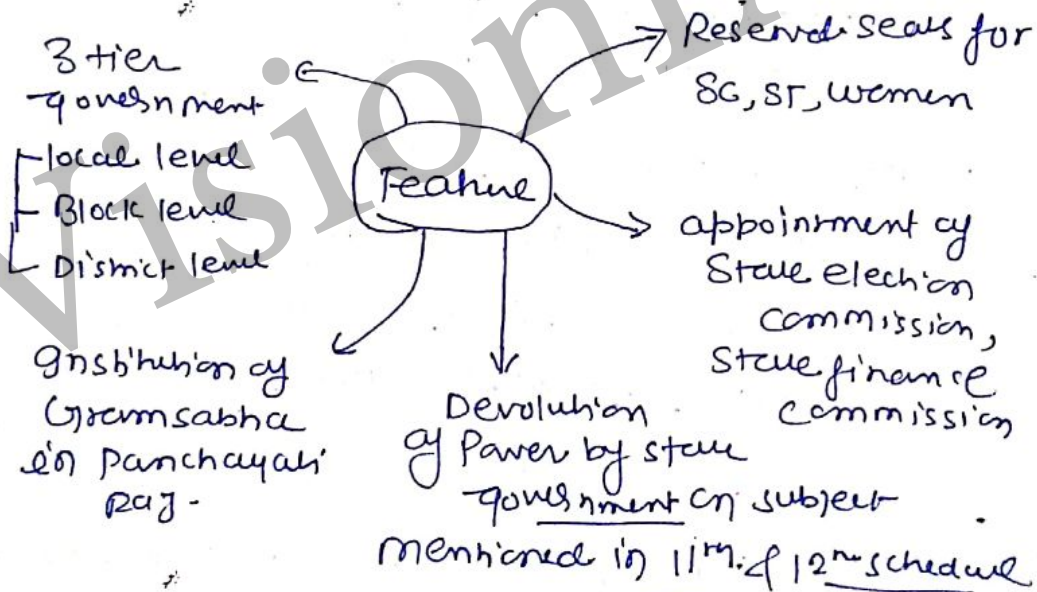 3 tier
government
local level
Block level
District level
Feature
Reserved seats for
SC, ST, women
appointment of
State election
commission,
State finance
commission
Devolution
of Power by state
government on subject
mentioned in 11th & 12th schedule
Institution of
Gramsabha
in Panchayati
Raj.
Vision